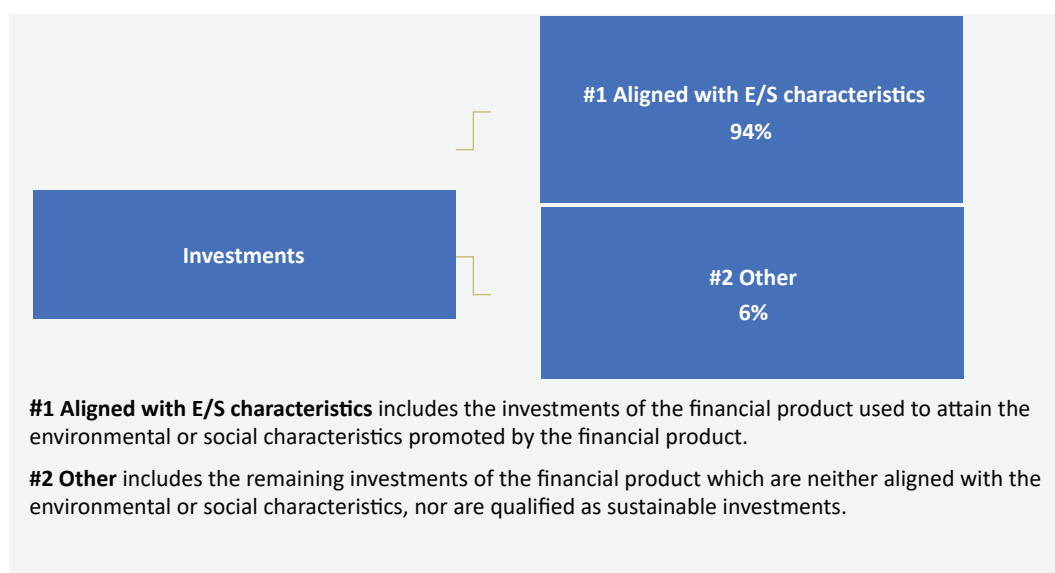 #1 Aligned with E/S characteristics
94%
Investments
#2 Other
6%
#1 Aligned with E/S characteristics includes the investments of the financial product used to attain the
environmental or social characteristics promoted by the financial product.
#2 Other includes the remaining investments of the financial product which are neither aligned with the
environmental or social characteristics, nor are qualified as sustainable investments.